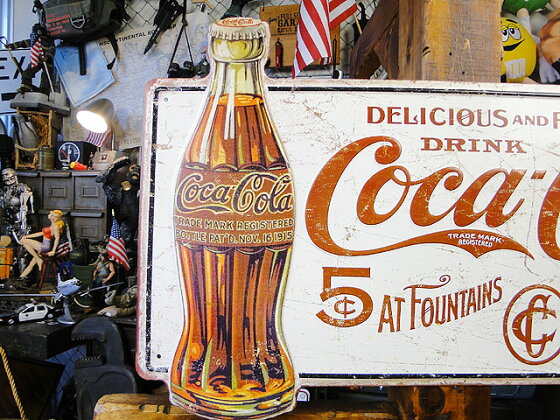 Coca-Cola
TRADE MARK REGISTERED
BOTTLE PAT'D. NOV. 16 1915
DELICIOUS AND
DRINK
Coca-
TRADE MARK
REGISTERED
5¢ AT FOUNTAINS